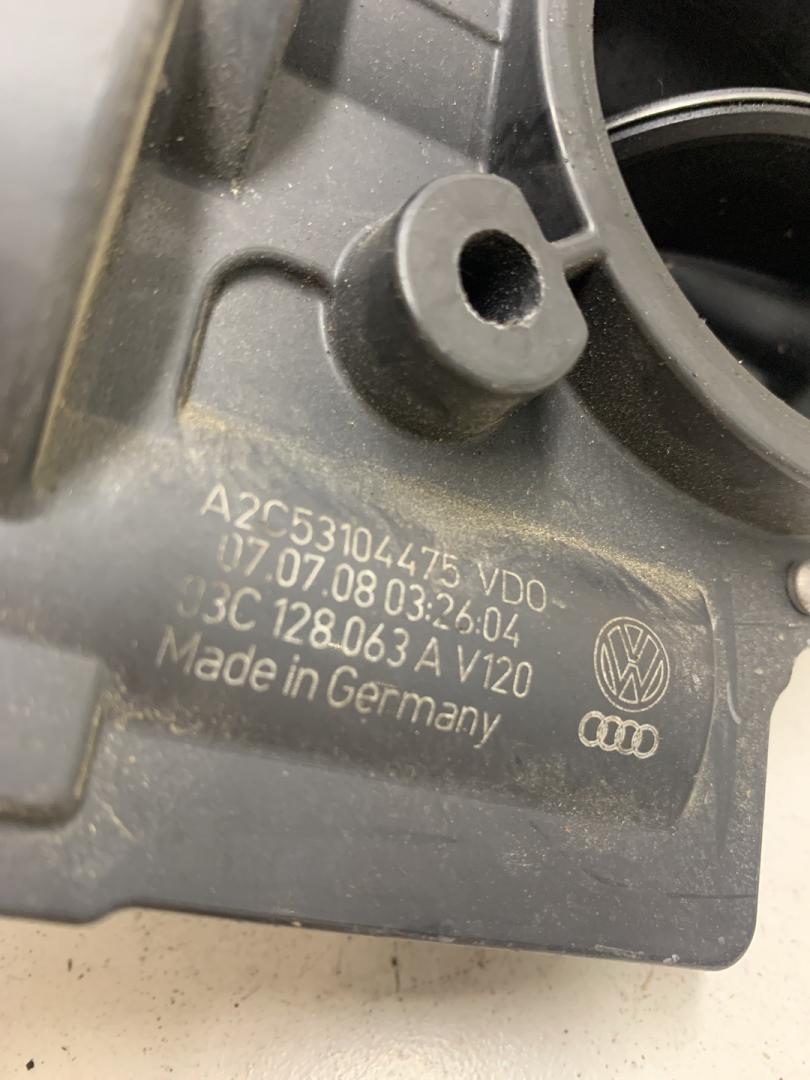 A2C53104475 VDO
07.07.08 03:26:04
03C 128.063 A V120
Made in Germany